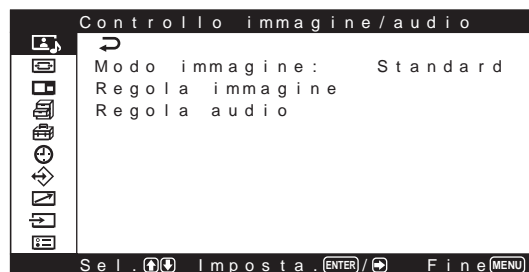 Controllo immagine/audio
Modo immagine: Standard
Regola immagine
Regola audio
Sel. Imposta. ENTER / Fine MENU